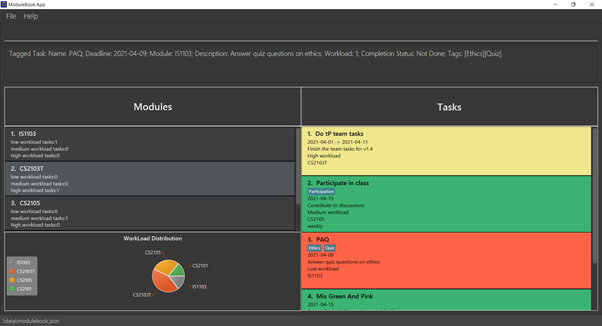 ModuleBook App
File Help
Tagged Task: Name: PAQ; Deadline: 2021-04-09; Module: IS1103; Description: Answer quiz questions on ethics; Workload: 1; Completion Status: Not Done; Tags: [Ethics][Quiz]
Modules
1. IS1103
low workload tasks:1
medium workload tasks:0
high workload tasks:0
2. CS2103T
low workload tasks:0
medium workload tasks:0
high workload tasks:1
3. CS2105
low workload tasks:0
medium workload tasks:1
high workload tasks:0
WorkLoad Distribution
IS1103
CS2103T
CS2105
CS2101
CS2105
CS2101
IS1103
CS2103T
Tasks
1. Do tP team tasks
2021-04-01 -> 2021-04-11
Finish the team tasks for v1.4
High workload
CS2103T
2. Participate in class
Participation
2021-04-15
Contribute to discussions
Medium workload
CS2105
weekly
3. PAQ
Ethics Quiz
2021-04-09
Answer quiz questions on ethics
Low workload
IS1103
4. Mix Green And Pink
2021-04-15
.\data\modulebook.json